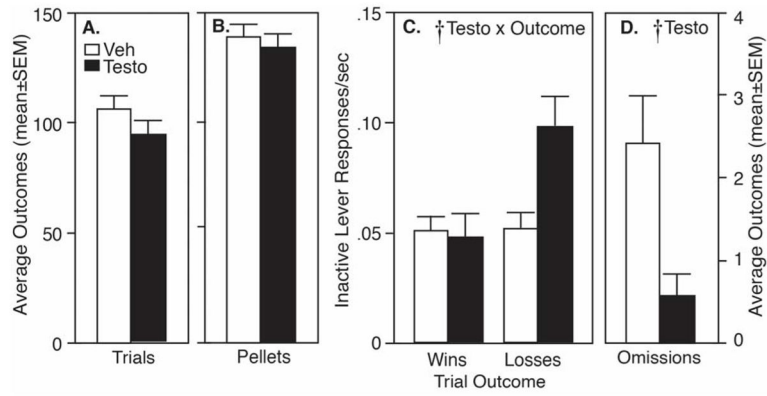 Average Outcomes (mean±SEM)
150
100
50
0
A.
Veh
Testo
Trials
B.
Pellets
Inactive Lever Responses/sec
.15
.10
.05
0
C. †Testo x Outcome
Wins Losses
Trial Outcome
D. †Testo
Omissions
4
3
2
1
0
Average Outcomes (mean±SEM)